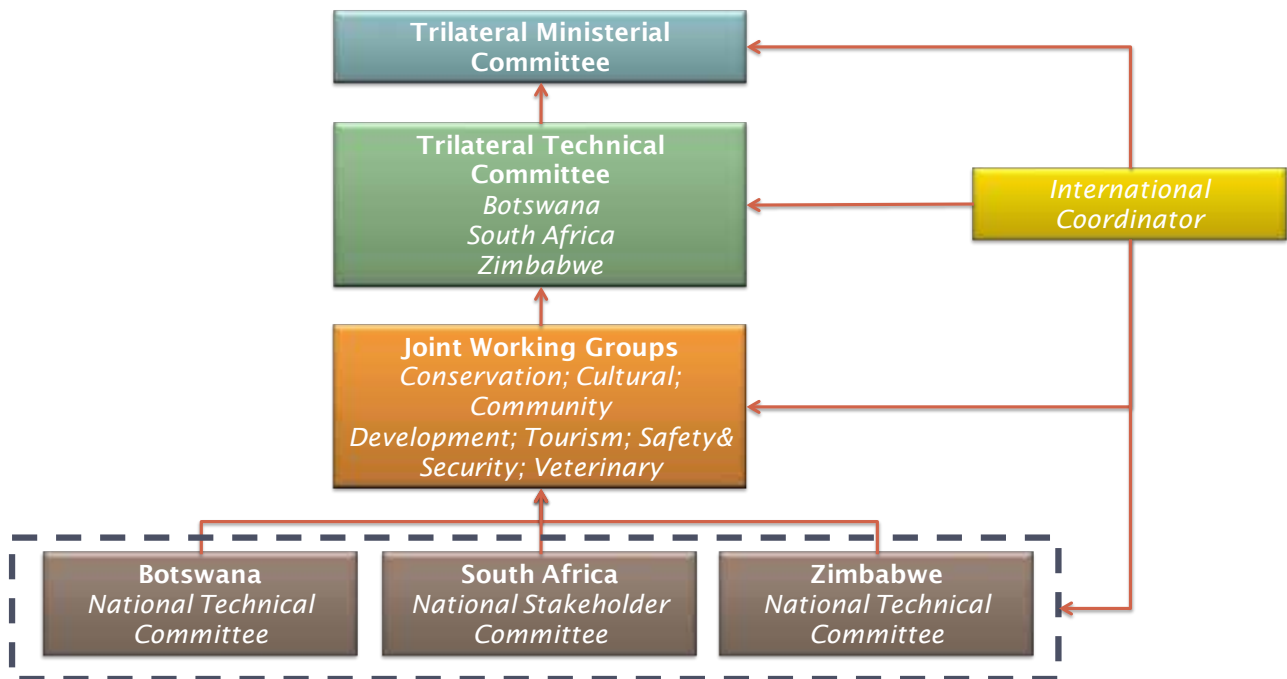 Trilateral Ministerial
Committee
Trilateral Technical
Committee
Botswana
South Africa
Zimbabwe
International
Coordinator
Joint Working Groups
Conservation; Cultural;
Community
Development; Tourism; Safety&
Security; Veterinary
Botswana
National Technical
Committee
South Africa
National Stakeholder
Committee
Zimbabwe
National Technical
Committee